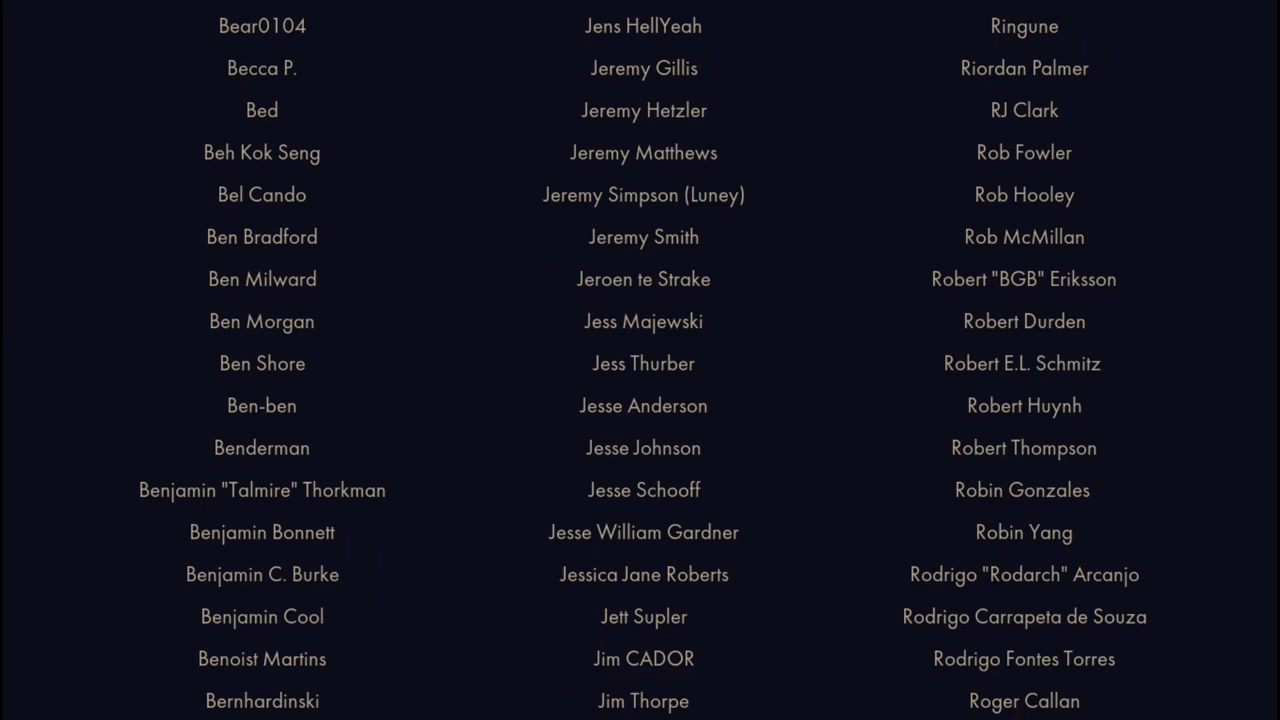 Bear0104
Becca P.
Bed
Beh Kok Seng
Bel Cando
Ben Bradford
Ben Milward
Ben Morgan
Ben Shore
Ben-ben
Benderman
Benjamin "Talmire" Thorkman
Benjamin Bonnett
Benjamin C. Burke
Benjamin Cool
Benoist Martins
Bernhardinski
Jens HellYeah
Jeremy Gillis
Jeremy Hetzler
Jeremy Matthews
Jeremy Simpson (Luney)
Jeremy Smith
Jeroen te Strake
Jess Majewski
Jess Thurber
Jesse Anderson
Jesse Johnson
Jesse Schooff
Jesse William Gardner
Jessica Jane Roberts
Jett Supler
Jim CADOR
Jim Thorpe
Ringune
Riordan Palmer
RJ Clark
Rob Fowler
Rob Hooley
Rob McMillan
Robert "BGB" Eriksson
Robert Durden
Robert E.L. Schmitz
Robert Huynh
Robert Thompson
Robin Gonzales
Robin Yang
Rodrigo "Rodarch" Arcanjo
Rodrigo Carrapeta de Souza
Rodrigo Fontes Torres
Roger Callan